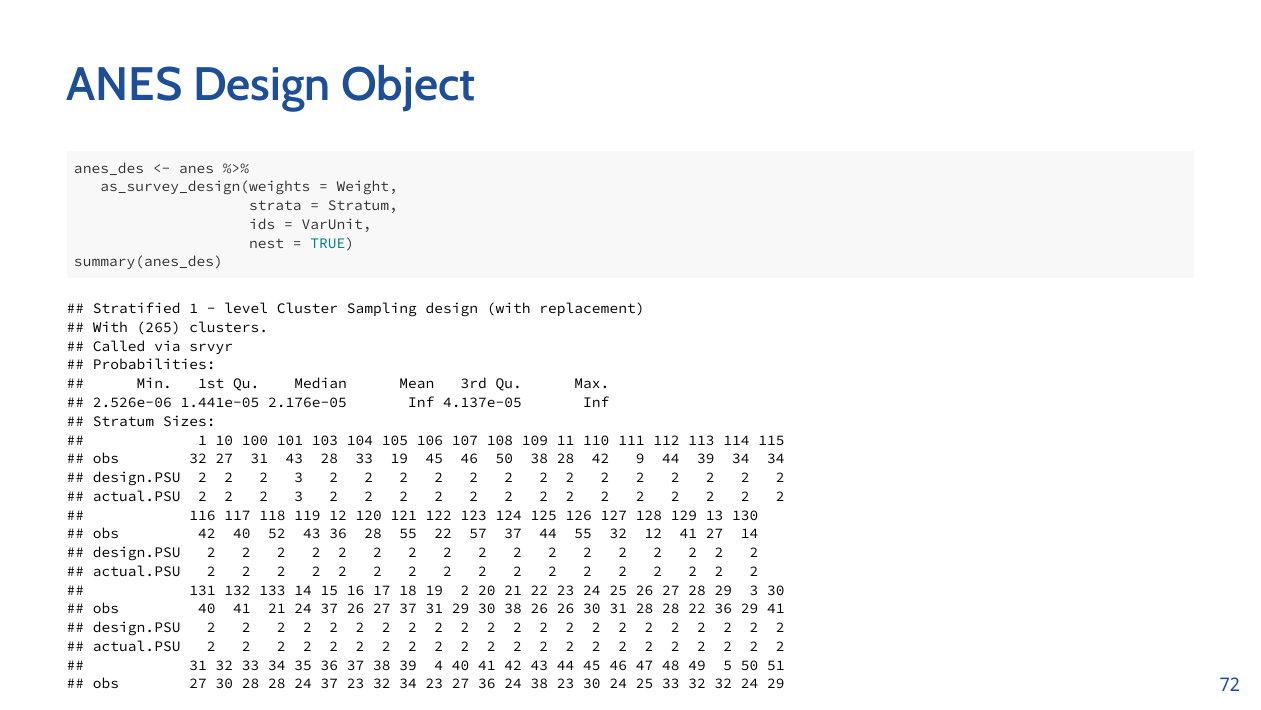 ANES Design Object
anes_des <- anes %>%
   as_survey_design(weights = Weight,
                    strata = Stratum,
                    ids = VarUnit,
                    nest = TRUE)
summary(anes_des)
## Stratified 1 - level Cluster Sampling design (with replacement)
## With (265) clusters.
## Called via srvyr
## Probabilities:
##      Min.   1st Qu.    Median      Mean   3rd Qu.      Max.
## 2.526e-06 1.441e-05 2.176e-05       Inf 4.137e-05       Inf
## Stratum Sizes:
##             1 10 100 101 103 104 105 106 107 108 109 11 110 111 112 113 114 115
## obs        32 27  31  43  28  33  19  45  46  50  38 28  42   9  44  39  34  34
## design.PSU  2  2   2   3   2   2   2   2   2   2   2  2   2   2   2   2   2   2
## actual.PSU  2  2   2   3   2   2   2   2   2   2   2  2   2   2   2   2   2   2
##            116 117 118 119 12 120 121 122 123 124 125 126 127 128 129 13 130
## obs         42  40  52  43 36  28  55  22  57  37  44  55  32  12  41 27  14
## design.PSU   2   2   2   2  2   2   2   2   2   2   2   2   2   2   2  2   2
## actual.PSU   2   2   2   2  2   2   2   2   2   2   2   2   2   2   2  2   2
##            131 132 133 14 15 16 17 18 19  2 20 21 22 23 24 25 26 27 28 29  3 30
## obs         40  41  21 24 37 26 27 37 31 29 30 38 26 26 30 31 28 28 22 36 29 41
## design.PSU   2   2   2  2  2  2  2  2  2  2  2  2  2  2  2  2  2  2  2  2  2  2
## actual.PSU   2   2   2  2  2  2  2  2  2  2  2  2  2  2  2  2  2  2  2  2  2  2
##            31 32 33 34 35 36 37 38 39  4 40 41 42 43 44 45 46 47 48 49  5 50 51
## obs        27 30 28 28 24 37 23 32 34 23 27 36 24 38 23 30 24 25 33 32 32 24 29
72